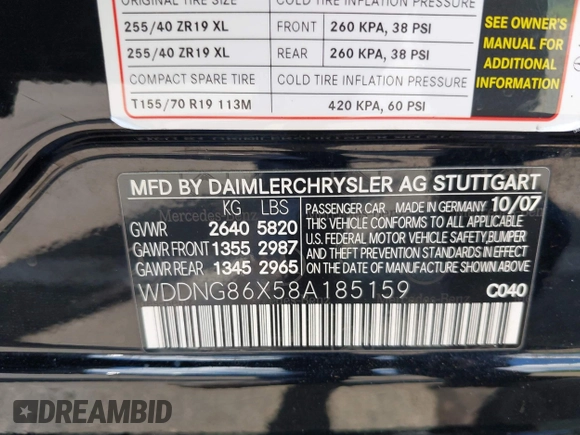 ORIGINAL TIRE SIZE COLD TIRE INFLATION PRESSURE
255/40 ZR19 XL FRONT 260 KPA, 38 PSI
255/40 ZR19 XL REAR 260 KPA, 38 PSI
COMPACT SPARE TIRE COLD TIRE INFLATION PRESSURE
T155/70 R19 113M 420 KPA, 60 PSI
SEE OWNER'S
MANUAL FOR
ADDITIONAL
INFORMATION
MFD BY DAIMLERCHRYSLER AG STUTTGART
KG LBS
GVWR 2640 5820
GAWR FRONT 1355 2987
GAWR REAR 1345 2965
PASSENGER CAR MADE IN GERMANY 10/07
THIS VEHICLE CONFORMS TO ALL APPLICABLE
U.S. FEDERAL MOTOR VEHICLE SAFETY, BUMPER
AND THEFT PREVENTION STANDARDS IN EFFECT
ON THE DATE OF MANUFACTURE SHOWN ABOVE
WDDNG86X58A185159 C040
Mercedes-Benz
DREAMBID